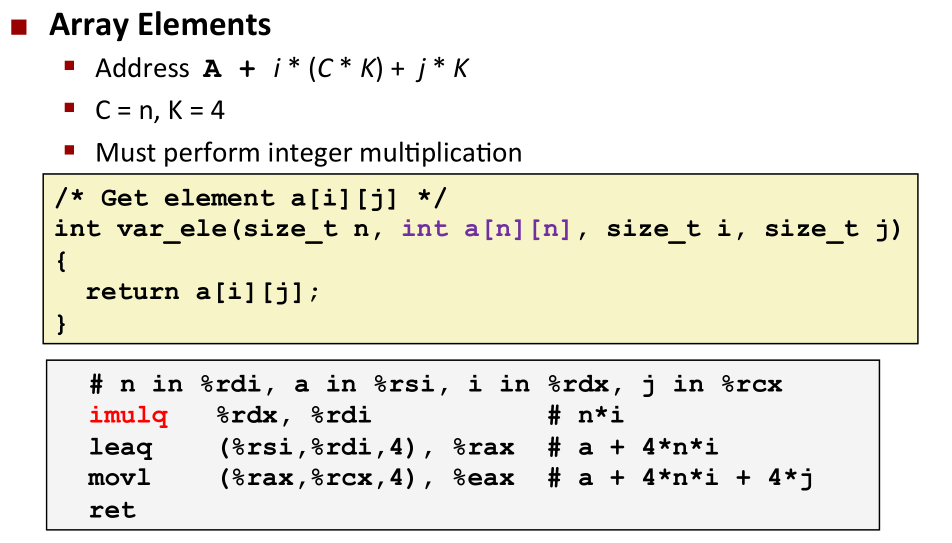 Array Elements
Address A + i * (C * K) + j * K
C = n, K = 4
Must perform integer multiplication
/* Get element a[i][j] */
int var_ele(size_t n, int a[n][n], size_t i, size_t j)
{
  return a[i][j];
}
# n in %rdi, a in %rsi, i in %rdx, j in %rcx
imulq   %rdx, %rdi           # n*i
leaq    (%rsi,%rdi,4), %rax  # a + 4*n*i
movl    (%rax,%rcx,4), %eax  # a + 4*n*i + 4*j
ret